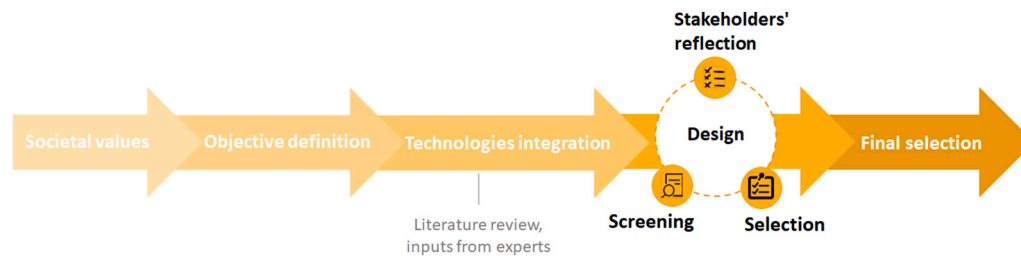 Stakeholders'
reflection
Societal values
Objective definition
Technologies integration
Design
Final selection
Screening
Selection
Literature review,
inputs from experts